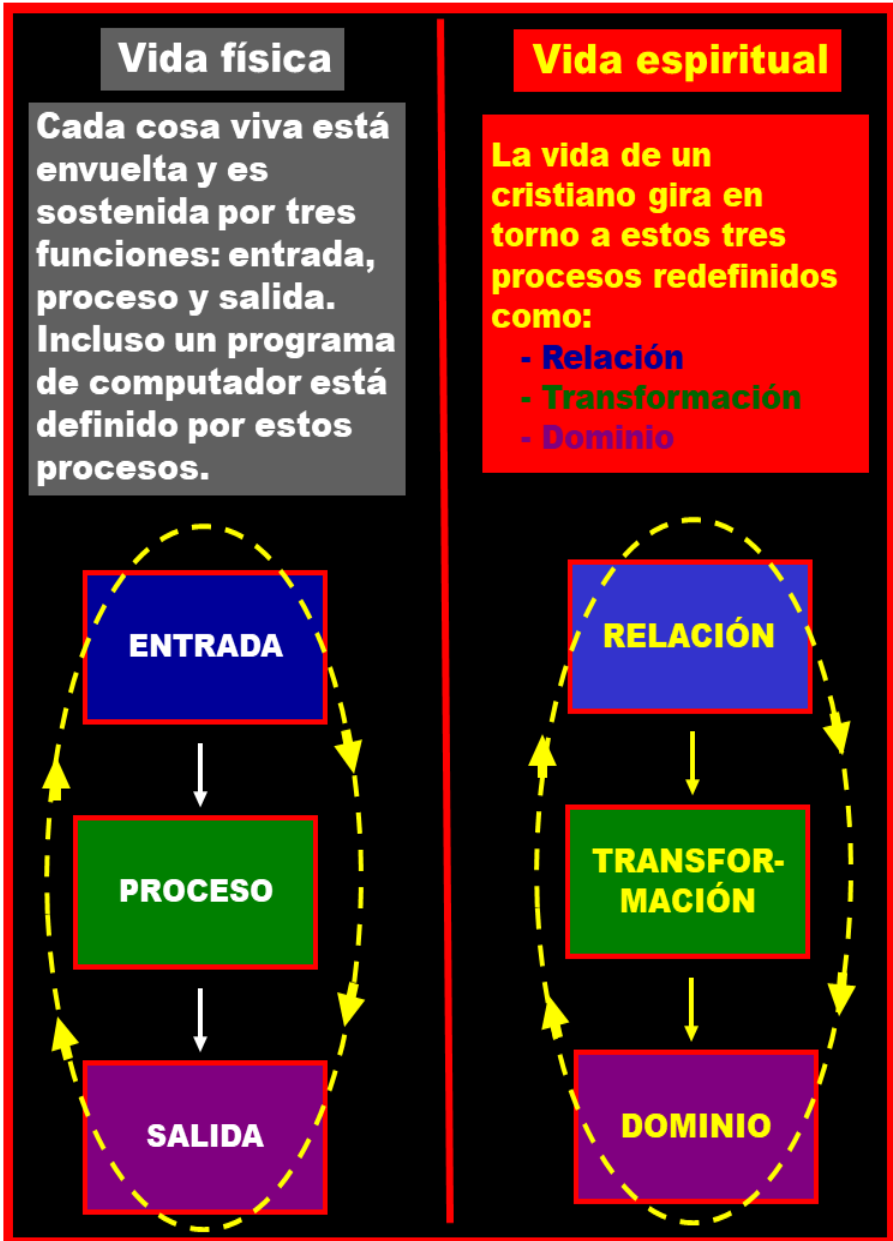 Vida física
Cada cosa viva está
envuelta y es
sostenida por tres
funciones: entrada,
proceso y salida.
Incluso un programa
de computador está
definido por estos
procesos.
ENTRADA
PROCESO
SALIDA
Vida espiritual
La vida de un
cristiano gira en
torno a estos tres
procesos redefinidos
como:
- Relación
- Transformación
- Dominio
RELACIÓN
TRANSFOR-
MACIÓN
DOMINIO